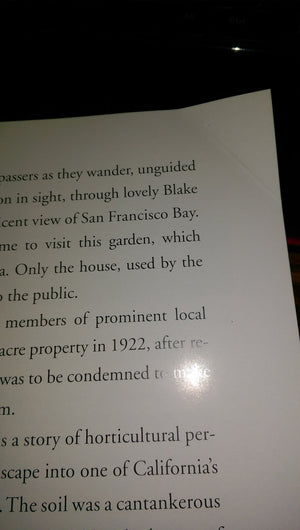 passers as they wander, unguided
on in sight, through lovely Blake
icent view of San Francisco Bay.
me to visit this garden, which
a. Only the house, used by the
o the public.
members of prominent local
acre property in 1922, after re-
was to be condemned to make
m.
s a story of horticultural per-
scape into one of California's
. The soil was a cantankerous